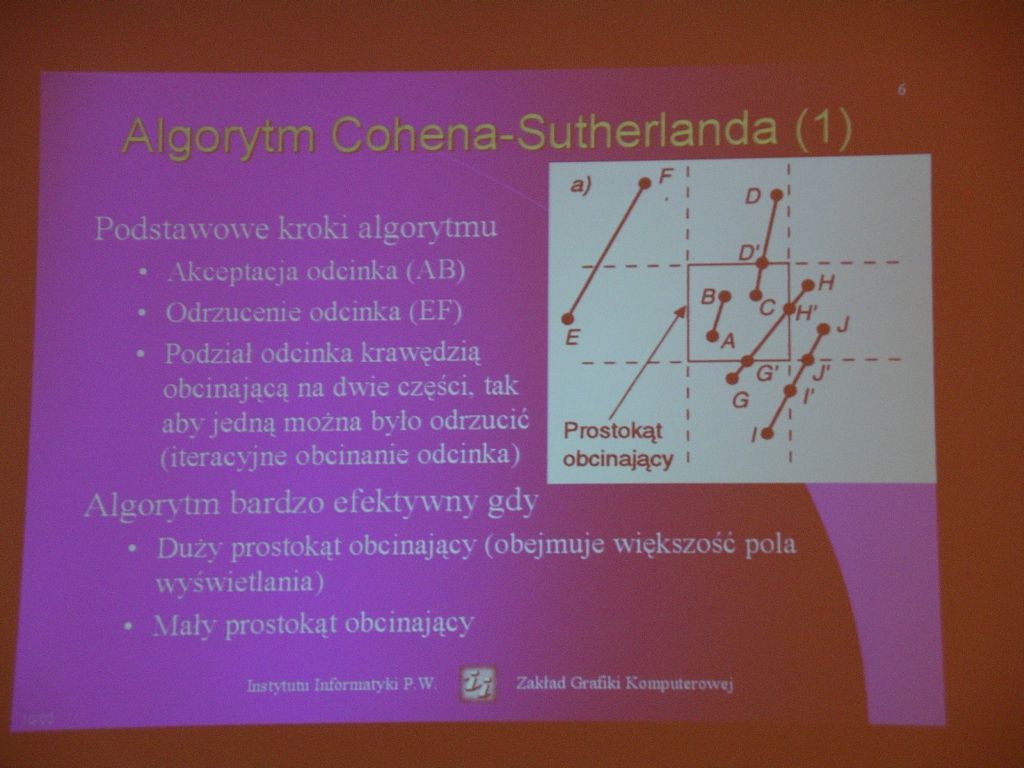 6
Algorytm Cohena-Sutherlanda (1)
Podstawowe kroki algorytmu
• Akceptacja odcinka (AB)
• Odrzucenie odcinka (EF)
• Podział odcinka krawędzią
obcinającą na dwie części, tak
aby jedną można było odrzucić
(iteracyjne obcinanie odcinka)
a)
F
D
D'
B
C
H
H'
E
A
J
G'
J'
G
I'
I
Prostokąt
obcinający
Algorytm bardzo efektywny gdy
• Duży prostokąt obcinający (obejmuje większość pola
wyświetlania)
• Mały prostokąt obcinający
Instytutu Informatyki P.W.
ii
Zakład Grafiki Komputerowej